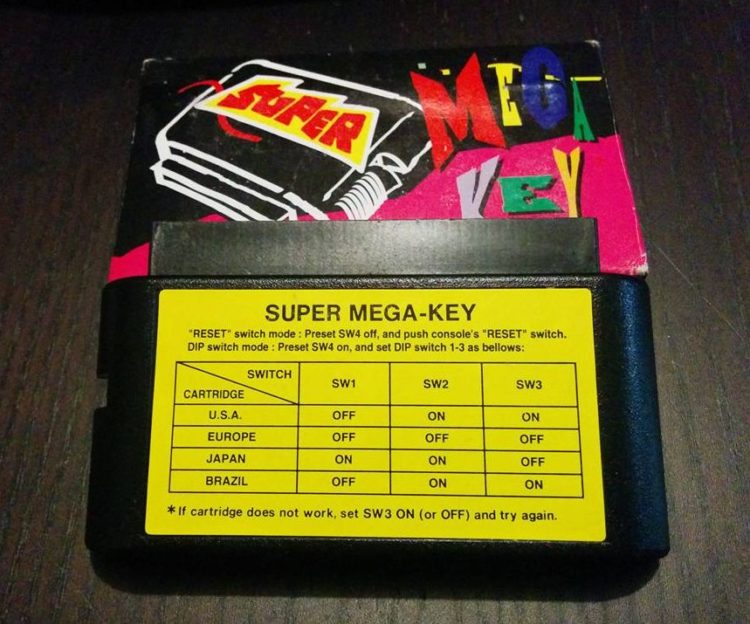 SUPER
MEGA
KEY
SUPER MEGA-KEY
"RESET" switch mode : Preset SW4 off, and push console's "RESET" switch.
DIP switch mode : Preset SW4 on, and set DIP switch 1-3 as bellows:
SWITCH
CARTRIDGE SW1 SW2 SW3
U.S.A. OFF ON ON
EUROPE OFF OFF OFF
JAPAN ON ON OFF
BRAZIL OFF ON ON
*If cartridge does not work, set SW3 ON (or OFF) and try again.